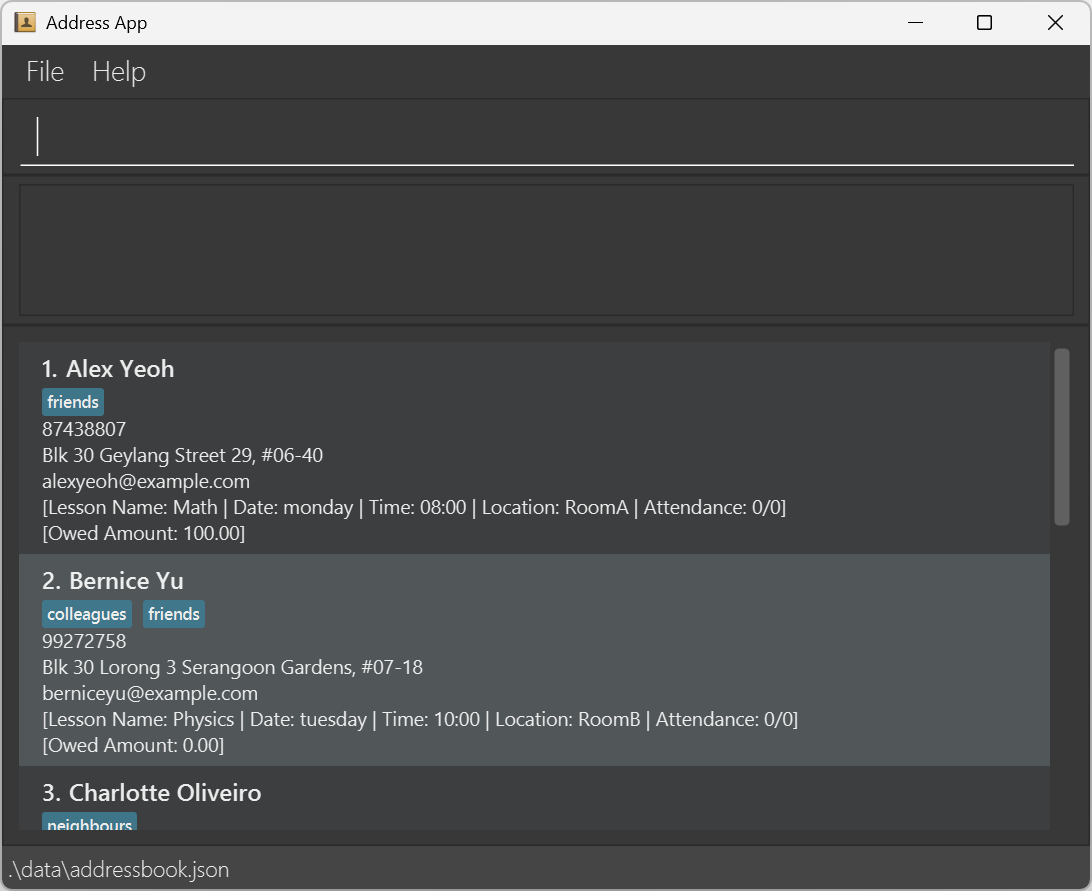 Address App
File Help
1. Alex Yeoh
friends
87438807
Blk 30 Geylang Street 29, #06-40
alexyeoh@example.com
[Lesson Name: Math | Date: monday | Time: 08:00 | Location: RoomA | Attendance: 0/0]
[Owed Amount: 100.00]
2. Bernice Yu
colleagues friends
99272758
Blk 30 Lorong 3 Serangoon Gardens, #07-18
berniceyu@example.com
[Lesson Name: Physics | Date: tuesday | Time: 10:00 | Location: RoomB | Attendance: 0/0]
[Owed Amount: 0.00]
3. Charlotte Oliveiro
neighbours
.\data\addressbook.json